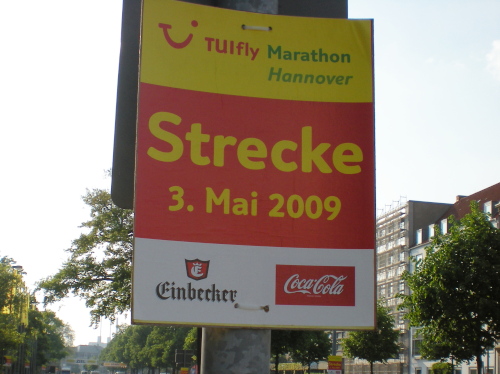 TUIfly Marathon
Hannover
Strecke
3. Mai 2009
Einbecker
Coca-Cola